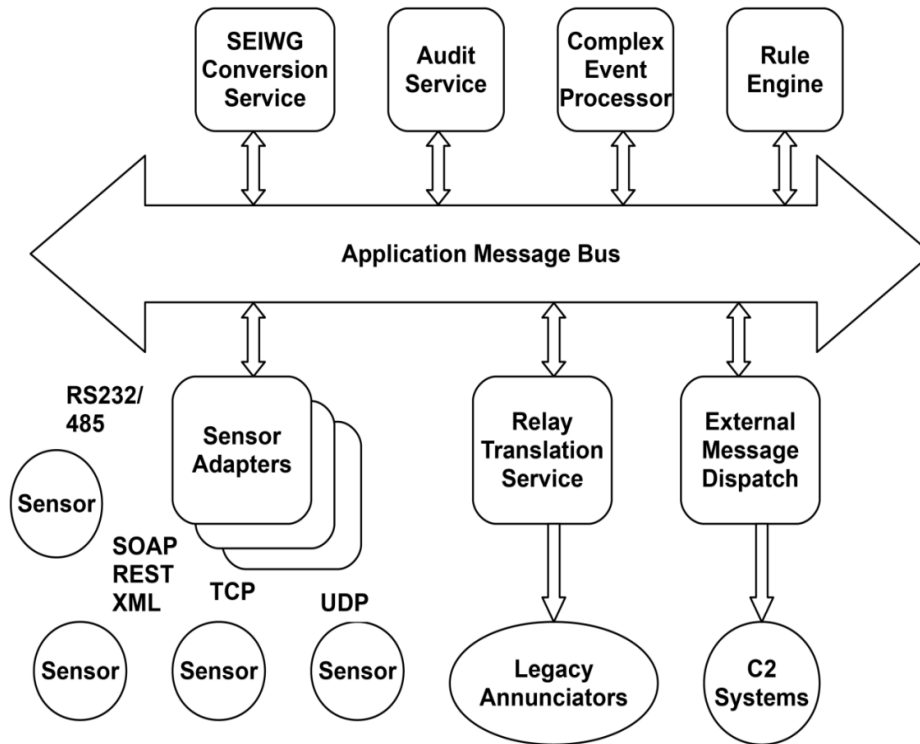 SEIWG
Conversion
Service
Audit
Service
Complex
Event
Processor
Rule
Engine
Application Message Bus
RS232/
485
Sensor
Adapters
Relay
Translation
Service
External
Message
Dispatch
Sensor
SOAP
REST
XML
TCP
UDP
Sensor
Sensor
Sensor
Legacy
Annunciators
C2
Systems